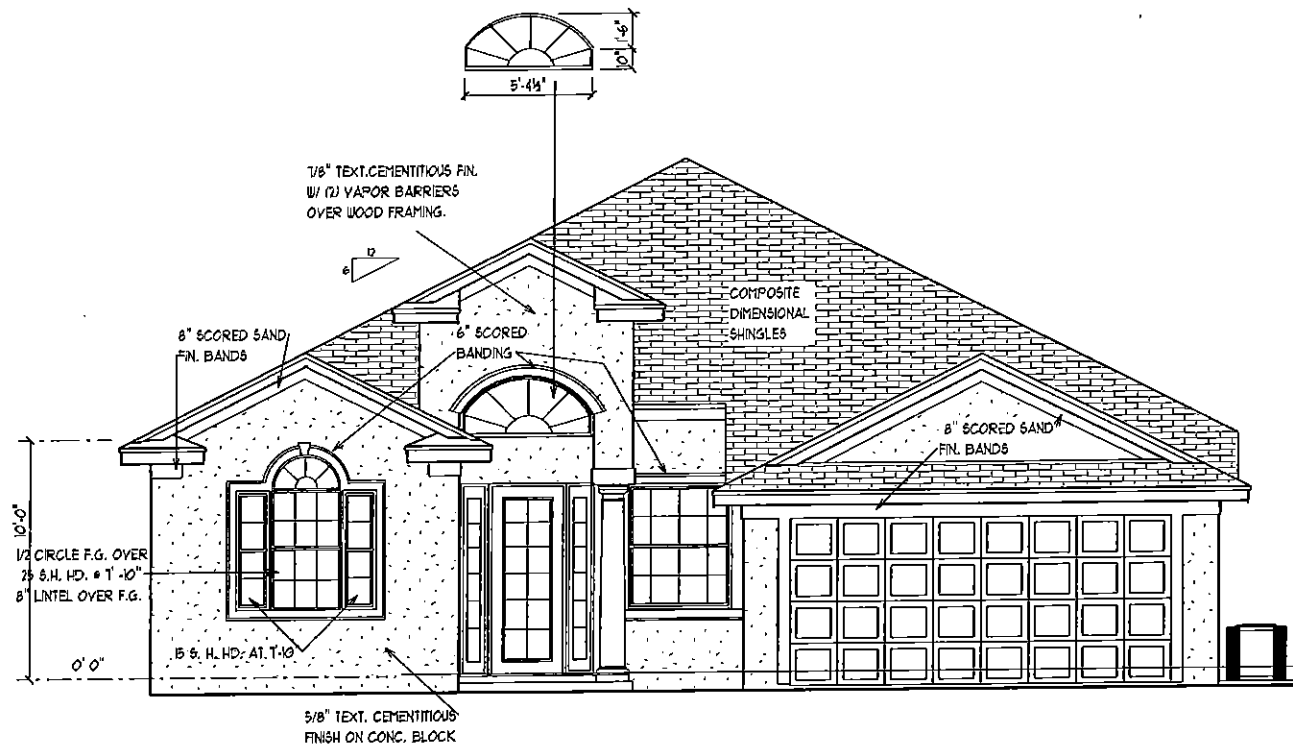 1'-5"
10"
5'-4½"
7/8" TEXT.CEMENTITIOUS FIN.
W/ (2) VAPOR BARRIERS
OVER WOOD FRAMING.
12
6
COMPOSITE
DIMENSIONAL
SHINGLES
8" SCORED SAND
FIN. BANDS
6" SCORED
BANDING
8" SCORED SAND
FIN. BANDS
10'-0"
1/2 CIRCLE F.G. OVER
25 S.H. HD. @ 7'-10"
8" LINTEL OVER F.G.
15 S. H. HD. AT 7'-10"
0' 0"
5/8" TEXT. CEMENTITIOUS
FINISH ON CONC. BLOCK